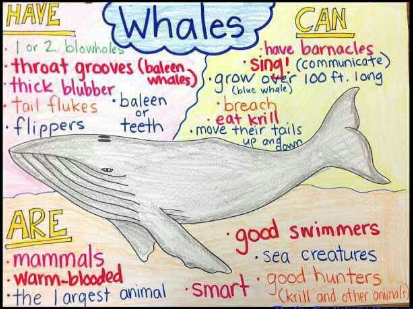 Whales
HAVE
• 1 or 2 blowholes
• throat grooves (baleen
whales)
• thick blubber
• tail flukes
• flippers
• baleen
or
teeth
CAN
• have barnacles
• sing! (communicate)
• grow over 100 ft. long
(blue whale)
• breach
• eat krill
• move their tails
up and down
ARE
• mammals
• warm-blooded
• the largest animal
• smart
• good swimmers
• sea creatures
• good hunters
(krill and other animals)